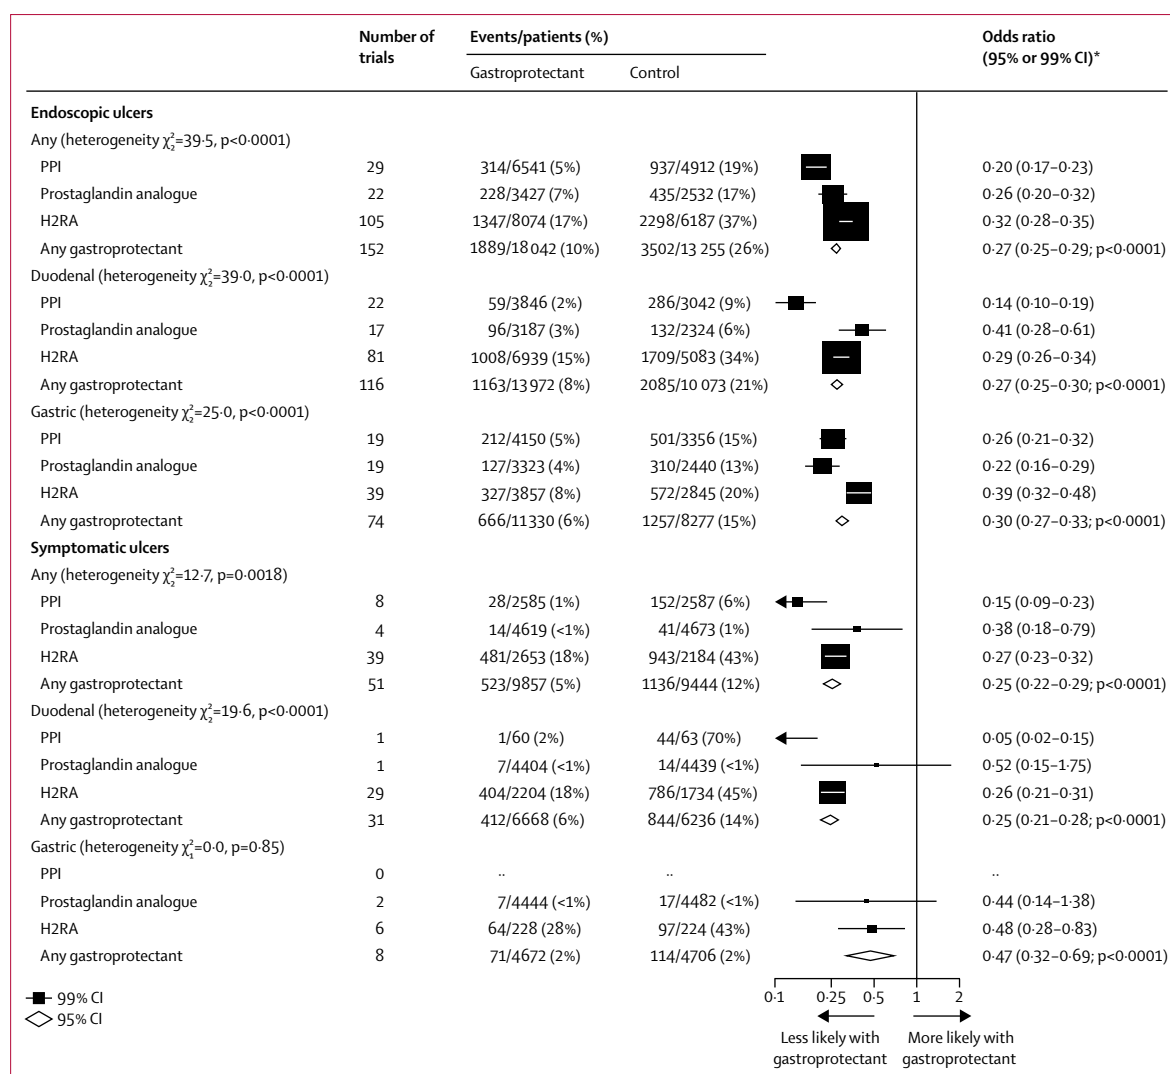 Number of trials Events/patients (%) Odds ratio (95% or 99% CI)*
Gastroprotectant Control
Endoscopic ulcers
Any (heterogeneity χ²₂=39·5, p<0·0001)
PPI 29 314/6541 (5%) 937/4912 (19%) 0·20 (0·17–0·23)
Prostaglandin analogue 22 228/3427 (7%) 435/2532 (17%) 0·26 (0·20–0·32)
H2RA 105 1347/8074 (17%) 2298/6187 (37%) 0·32 (0·28–0·35)
Any gastroprotectant 152 1889/18 042 (10%) 3502/13 255 (26%) 0·27 (0·25–0·29; p<0·0001)
Duodenal (heterogeneity χ²₂=39·0, p<0·0001)
PPI 22 59/3846 (2%) 286/3042 (9%) 0·14 (0·10–0·19)
Prostaglandin analogue 17 96/3187 (3%) 132/2324 (6%) 0·41 (0·28–0·61)
H2RA 81 1008/6939 (15%) 1709/5083 (34%) 0·29 (0·26–0·34)
Any gastroprotectant 116 1163/13 972 (8%) 2085/10 073 (21%) 0·27 (0·25–0·30; p<0·0001)
Gastric (heterogeneity χ²₂=25·0, p<0·0001)
PPI 19 212/4150 (5%) 501/3356 (15%) 0·26 (0·21–0·32)
Prostaglandin analogue 19 127/3323 (4%) 310/2440 (13%) 0·22 (0·16–0·29)
H2RA 39 327/3857 (8%) 572/2845 (20%) 0·39 (0·32–0·48)
Any gastroprotectant 74 666/11 330 (6%) 1257/8277 (15%) 0·30 (0·27–0·33; p<0·0001)
Symptomatic ulcers
Any (heterogeneity χ²₂=12·7, p=0·0018)
PPI 8 28/2585 (1%) 152/2587 (6%) 0·15 (0·09–0·23)
Prostaglandin analogue 4 14/4619 (<1%) 41/4673 (1%) 0·38 (0·18–0·79)
H2RA 39 481/2653 (18%) 943/2184 (43%) 0·27 (0·23–0·32)
Any gastroprotectant 51 523/9857 (5%) 1136/9444 (12%) 0·25 (0·22–0·29; p<0·0001)
Duodenal (heterogeneity χ²₂=19·6, p<0·0001)
PPI 1 1/60 (2%) 44/63 (70%) 0·05 (0·02–0·15)
Prostaglandin analogue 1 7/4404 (<1%) 14/4439 (<1%) 0·52 (0·15–1·75)
H2RA 29 404/2204 (18%) 786/1734 (45%) 0·26 (0·21–0·31)
Any gastroprotectant 31 412/6668 (6%) 844/6236 (14%) 0·25 (0·21–0·28; p<0·0001)
Gastric (heterogeneity χ²₁=0·0, p=0·85)
PPI 0 ·· ·· ··
Prostaglandin analogue 2 7/4444 (<1%) 17/4482 (<1%) 0·44 (0·14–1·38)
H2RA 6 64/228 (28%) 97/224 (43%) 0·48 (0·28–0·83)
Any gastroprotectant 8 71/4672 (2%) 114/4706 (2%) 0·47 (0·32–0·69; p<0·0001)
99% CI
95% CI
0·1 0·25 0·5 1 2
Less likely with gastroprotectant
More likely with gastroprotectant